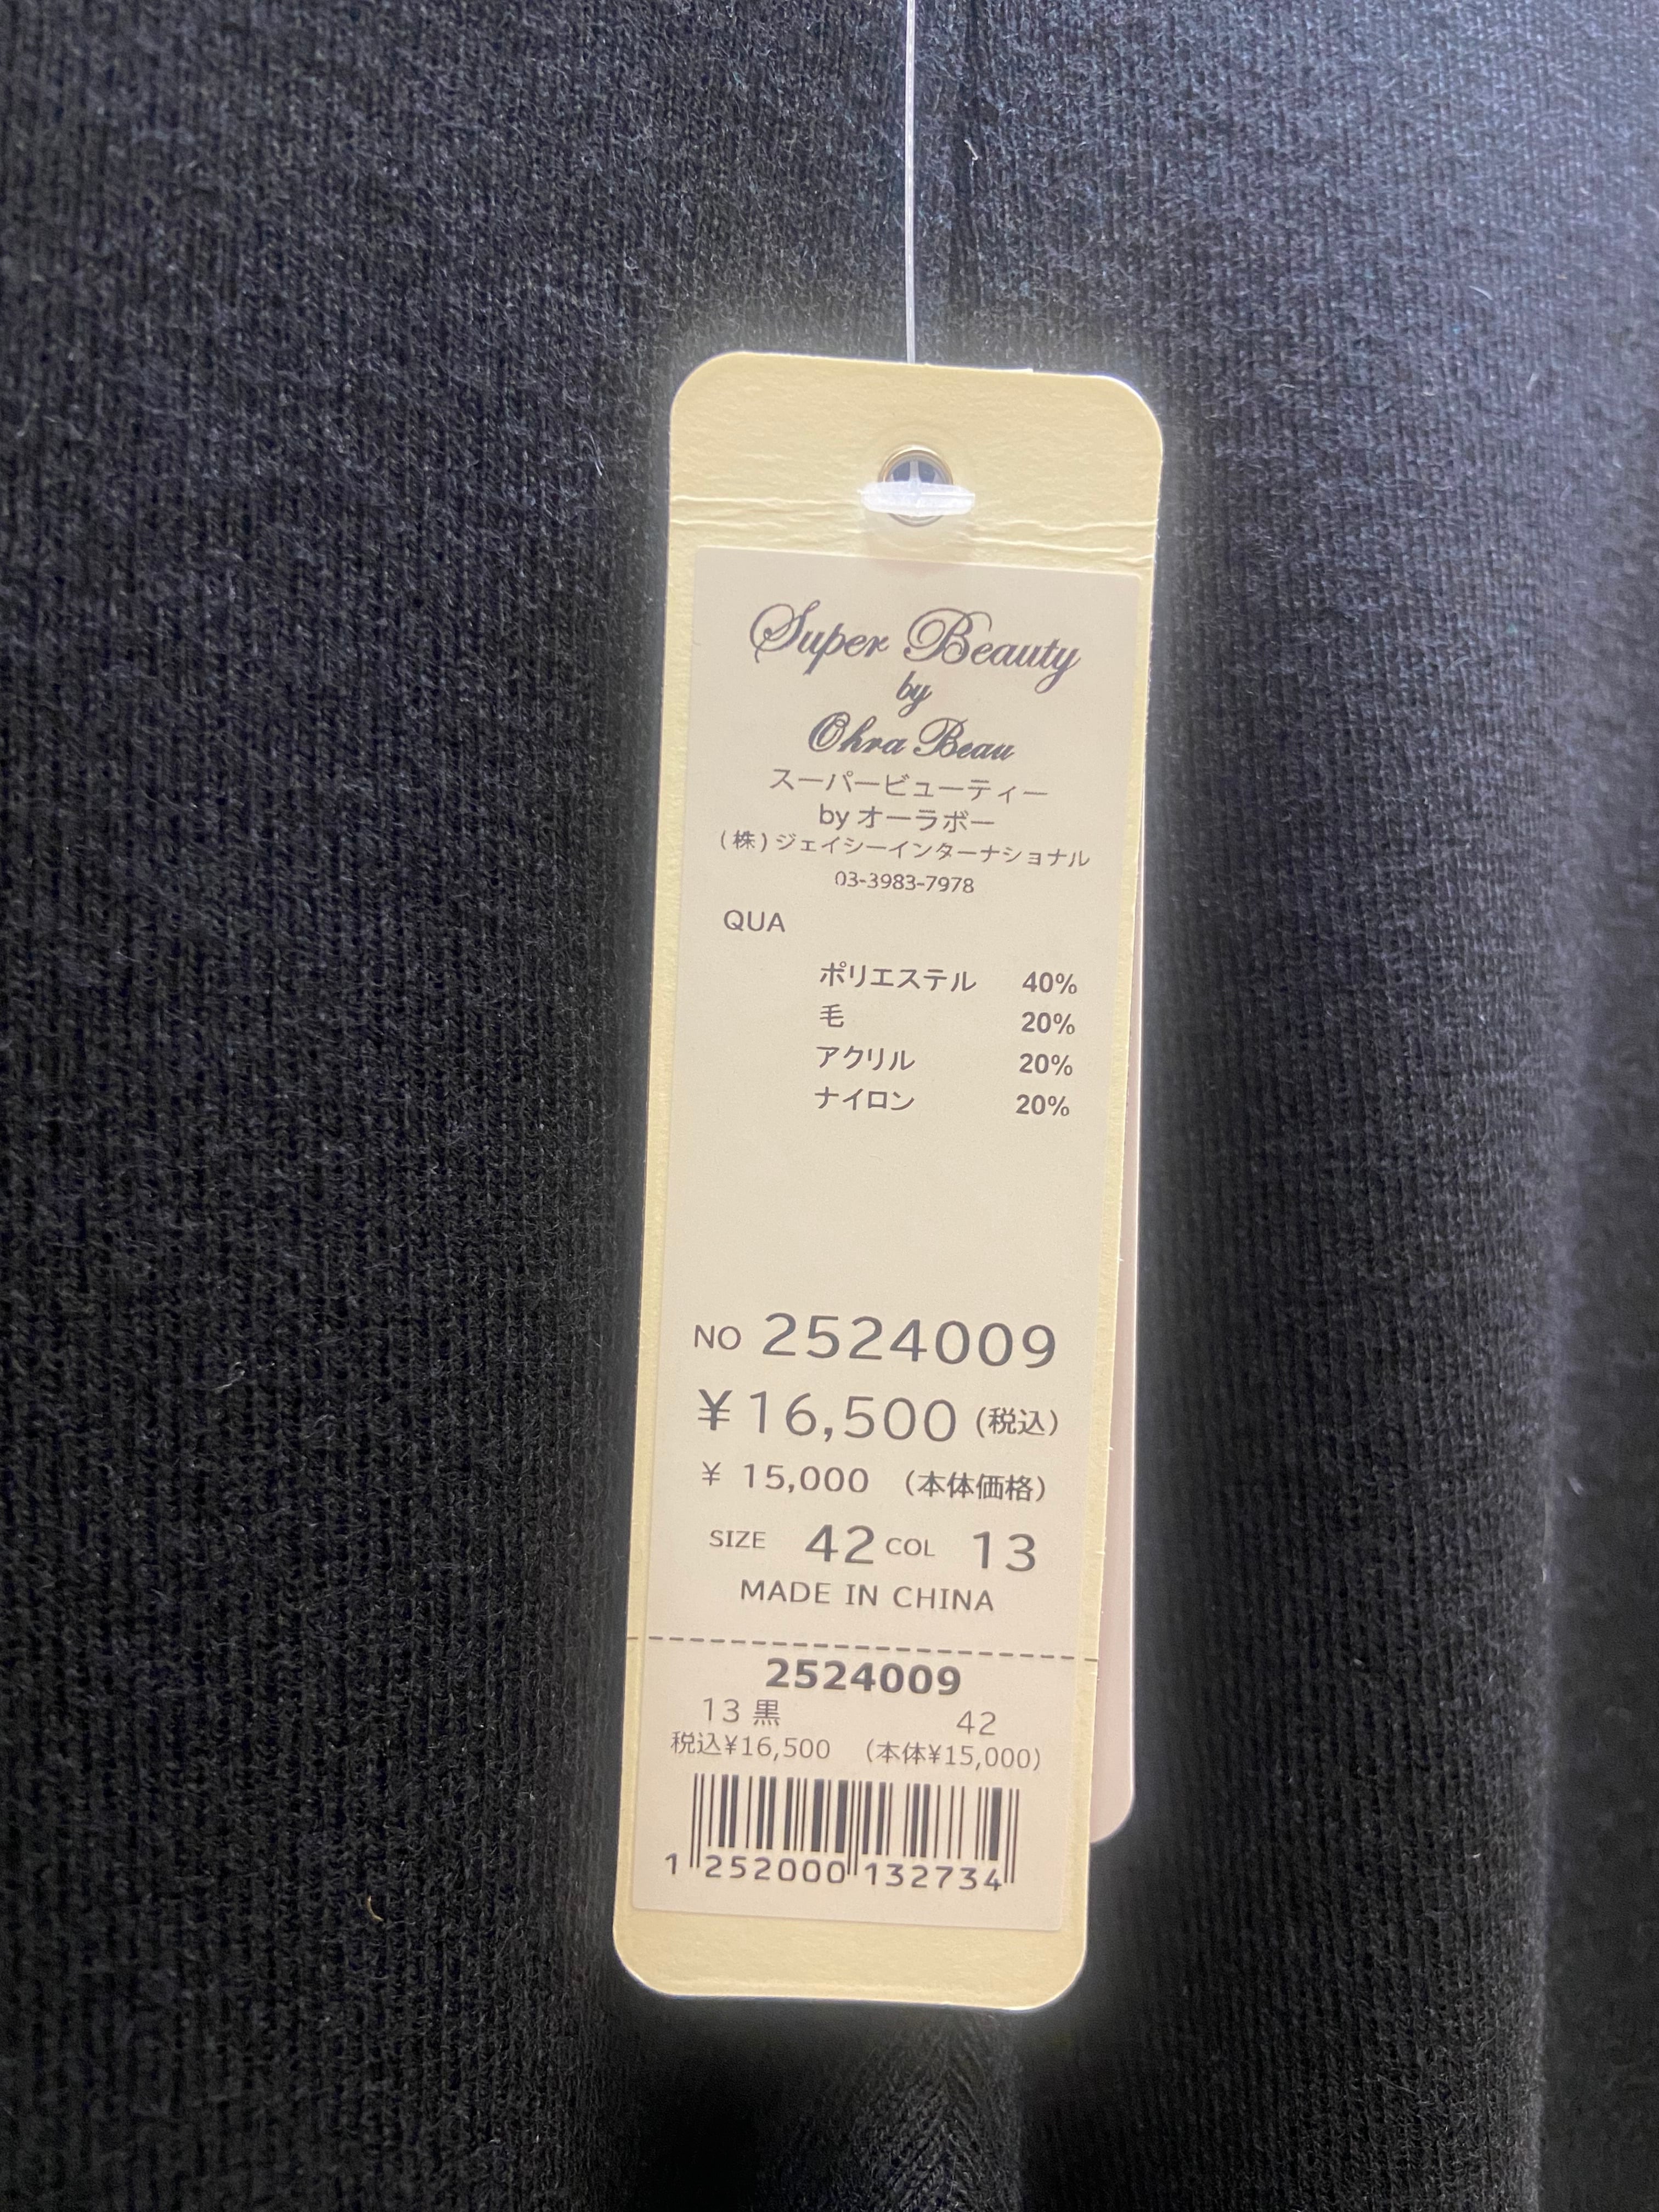 Super Beauty
by
Ohra Beau
スーパービューティー
by オーラボー
(株)ジェイシーインターナショナル
03-3983-7978
QUA
ポリエステル 40%
毛 20%
アクリル 20%
ナイロン 20%
NO 2524009
¥16,500 (税込)
¥ 15,000 (本体価格)
SIZE 42 COL 13
MADE IN CHINA
2524009
13 黒 42
税込¥16,500 (本体¥15,000)
1 252000 132734